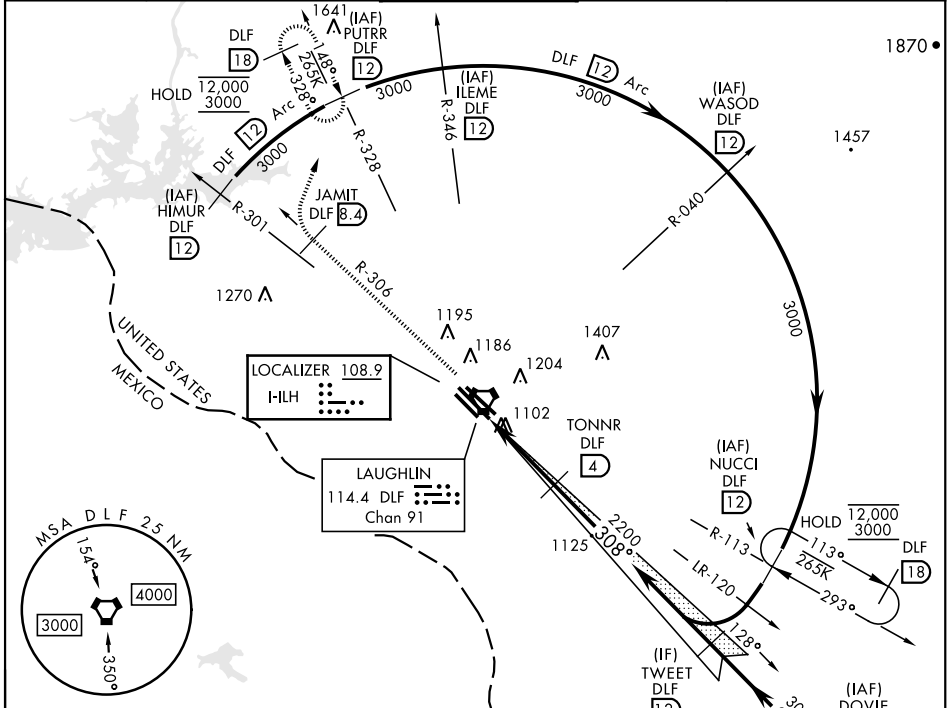 1641
(IAF)
PUTRR
DLF
12
DLF
18
HOLD 12,000
3000
148°
265K
328°
DLF 12 Arc
3000
3000
(IAF)
ILEME
DLF
12
R-346
R-328
DLF 12 Arc
3000
1870
(IAF)
WASOD
DLF
12
1457
R-040
(IAF)
HIMUR
DLF
12
R-301
JAMIT
DLF 8.4
R-306
1270
1195
1186
1204
1407
1102
3000
UNITED STATES
MEXICO
LOCALIZER 108.9
I-ILH
LAUGHLIN
114.4 DLF
Chan 91
TONNR
DLF
4
(IAF)
NUCCI
DLF
12
HOLD 12,000
3000
DLF
18
R-113
113°
265K
293°
LR-120
2200
308°
1125
128°
MSA DLF 25 NM
154°
4000
3000
350°
(IF)
TWEET
DLF
(IAF)